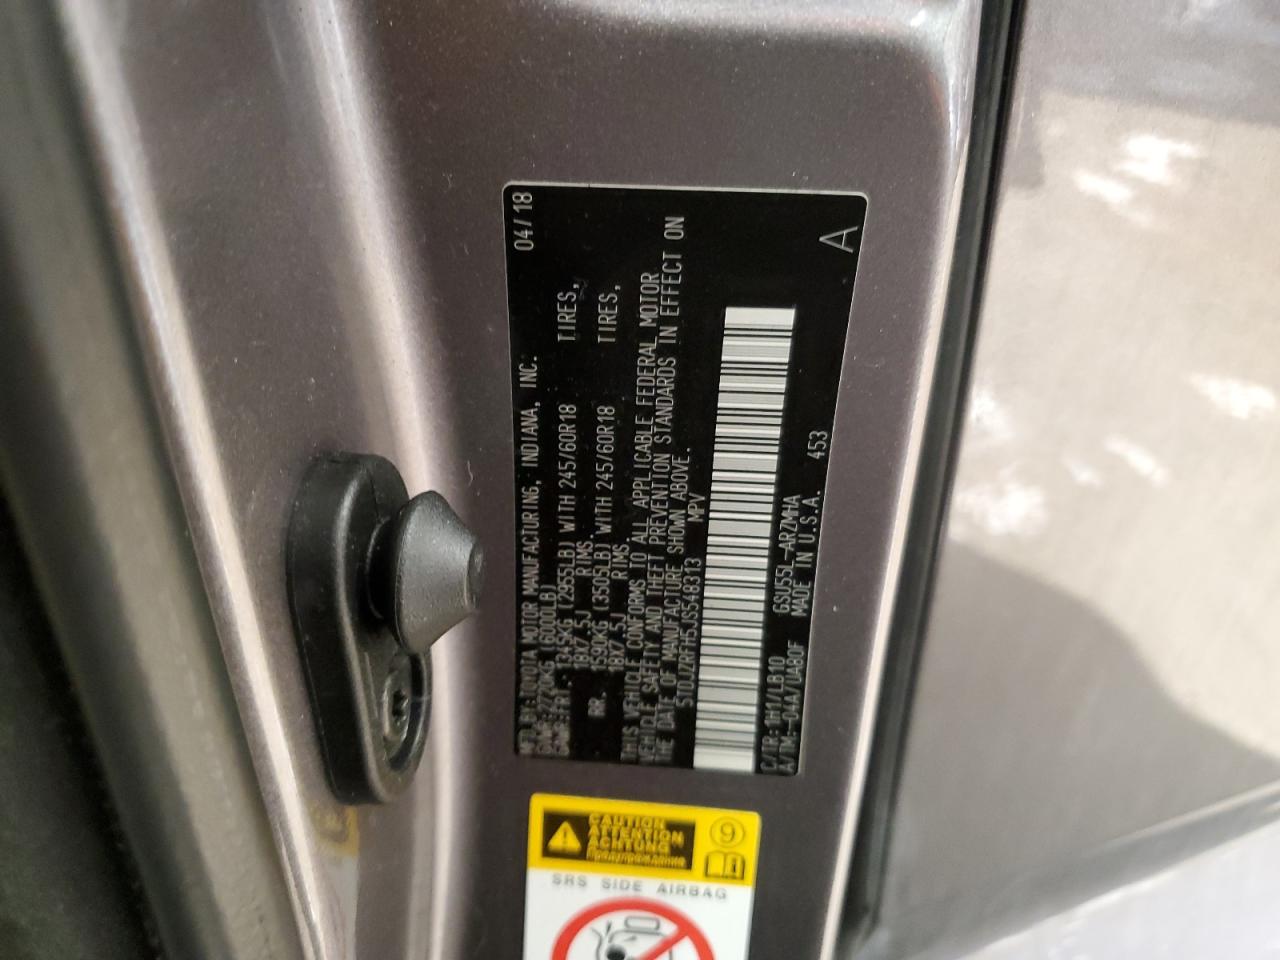 MFD BY: TOYOTA MOTOR MANUFACTURING, INDIANA, INC. 04/18
GVWR 2720KG (6000LB)
GAWR FR. 1345KG (2955LB) WITH 245/60R18 TIRES,
18X7.5J RIMS
RR. 1590KG (3505LB) WITH 245/60R18 TIRES,
18X7.5J RIMS
THIS VEHICLE CONFORMS TO ALL APPLICABLE FEDERAL MOTOR
VEHICLE SAFETY AND THEFT PREVENTION STANDARDS IN EFFECT ON
THE DATE OF MANUFACTURE SHOWN ABOVE.
5TDJZRFH5JS548313 MPV
C/TR: 1H1/LB10 GSU55L-ARZMHA
A/TM: -04A/UA80F MADE IN U.S.A. 453 A
CAUTION
ATTENTION
ACHTUNG
9
SRS SIDE AIRBAG